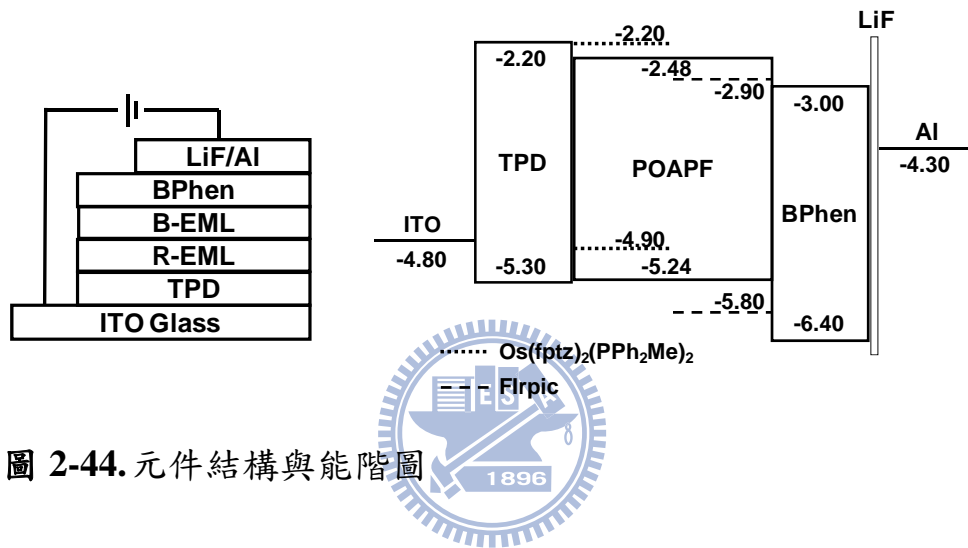 LiF/Al
BPhen
B-EML
R-EML
TPD
ITO Glass
LiF
-2.20
-2.20
-2.48
-2.90
-3.00
Al
-4.30
TPD
POAPF
BPhen
ITO
-4.80
-4.90
-5.30
-5.24
-5.80
-6.40
Os(fptz)₂(PPh₂Me)₂
FIrpic
E S A
1896
圖 2-44. 元件結構與能階圖